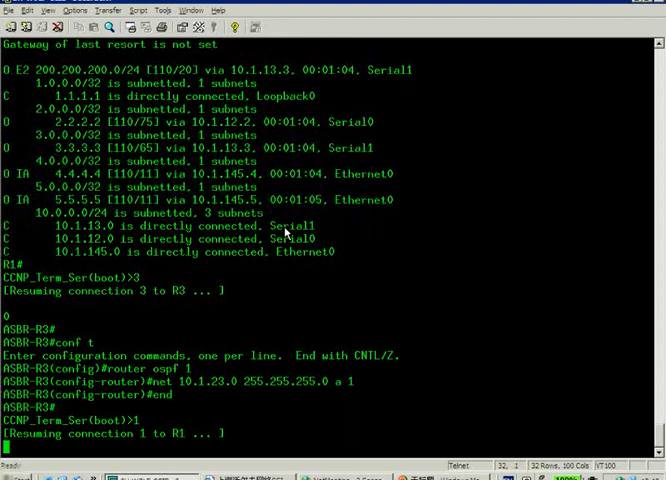 File Edit View Options Transfer Script Tools Window Help
Gateway of last resort is not set
O E2 200.200.200.0/24 [110/20] via 10.1.13.3, 00:01:04, Serial1
1.0.0.0/32 is subnetted, 1 subnets
C 1.1.1.1 is directly connected, Loopback0
2.0.0.0/32 is subnetted, 1 subnets
O 2.2.2.2 [110/75] via 10.1.12.2, 00:01:04, Serial0
3.0.0.0/32 is subnetted, 1 subnets
O 3.3.3.3 [110/65] via 10.1.13.3, 00:01:04, Serial1
4.0.0.0/32 is subnetted, 1 subnets
O IA 4.4.4.4 [110/11] via 10.1.145.4, 00:01:04, Ethernet0
5.0.0.0/32 is subnetted, 1 subnets
O IA 5.5.5.5 [110/11] via 10.1.145.5, 00:01:05, Ethernet0
10.0.0.0/24 is subnetted, 3 subnets
C 10.1.13.0 is directly connected, Serial1
C 10.1.12.0 is directly connected, Serial0
C 10.1.145.0 is directly connected, Ethernet0
R1#
CCNP_Term_Ser(boot)>3
[Resuming connection 3 to R3 ... ]
0
ASBR-R3#
ASBR-R3#conf t
Enter configuration commands, one per line. End with CNTL/Z.
ASBR-R3(config)#router ospf 1
ASBR-R3(config-router)#net 10.1.23.0 255.255.255.0 a 1
ASBR-R3(config-router)#end
ASBR-R3#
CCNP_Term_Ser(boot)>1
[Resuming connection 1 to R1 ... ]
Ready Telnet 32, 1 32 Rows, 100 Cols VT100